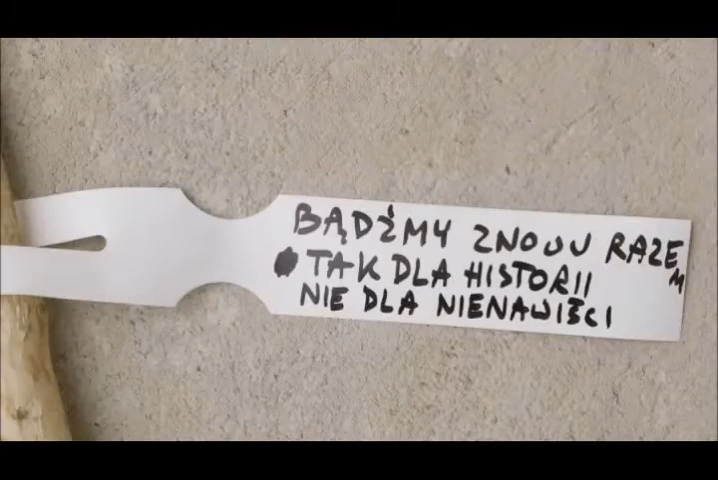 BĄDŹMY ZNOWU RAZEM
TAK DLA HISTORII
NIE DLA NIENAWIŚCI